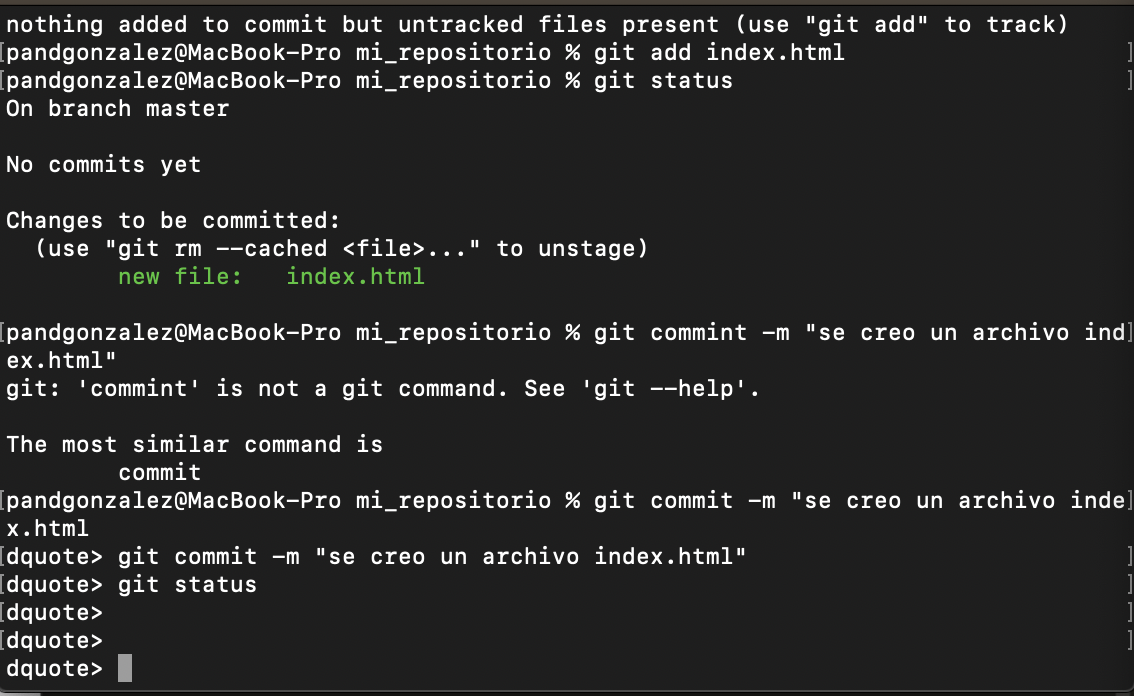 nothing added to commit but untracked files present (use "git add" to track)
[pandgonzalez@MacBook-Pro mi_repositorio % git add index.html ]
[pandgonzalez@MacBook-Pro mi_repositorio % git status ]
On branch master
No commits yet
Changes to be committed:
(use "git rm --cached <file>..." to unstage)
new file: index.html
[pandgonzalez@MacBook-Pro mi_repositorio % git commint -m "se creo un archivo ind]
ex.html"
git: 'commint' is not a git command. See 'git --help'.
The most similar command is
commit
[pandgonzalez@MacBook-Pro mi_repositorio % git commit -m "se creo un archivo inde]
x.html
[dquote> git commit -m "se creo un archivo index.html" ]
[dquote> git status ]
[dquote> ]
[dquote> ]
dquote>